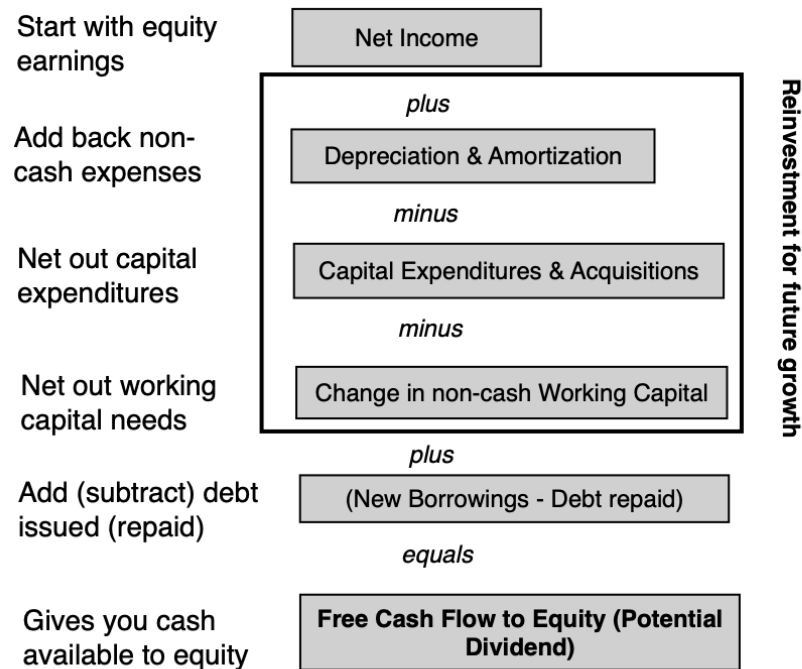 Start with equity
earnings
Net Income
plus
Add back non-
cash expenses
Depreciation & Amortization
minus
Net out capital
expenditures
Capital Expenditures & Acquisitions
minus
Net out working
capital needs
Change in non-cash Working Capital
plus
Add (subtract) debt
issued (repaid)
(New Borrowings - Debt repaid)
equals
Gives you cash
available to equity
Free Cash Flow to Equity (Potential
Dividend)
Reinvestment for future growth